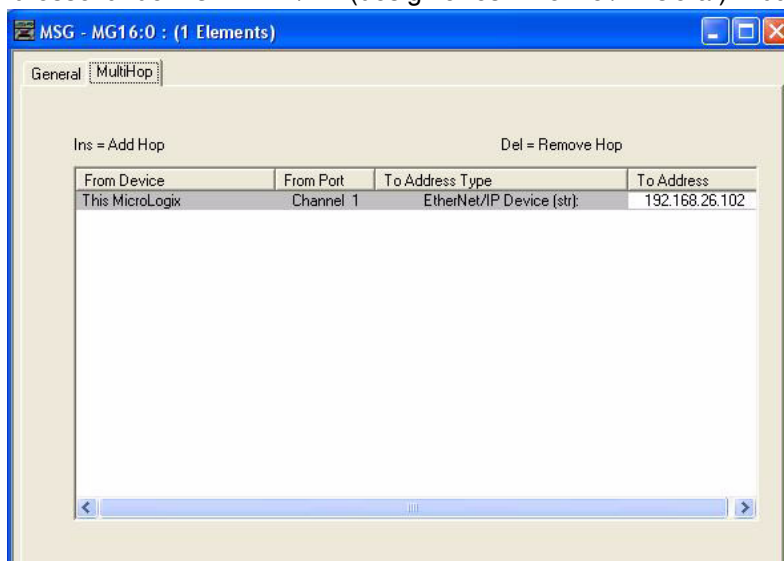 MSG - MG16:0 : (1 Elements)
General MultiHop
Ins = Add Hop Del = Remove Hop
From Device From Port To Address Type To Address
This MicroLogix Channel 1 EtherNet/IP Device (str): 192.168.26.102